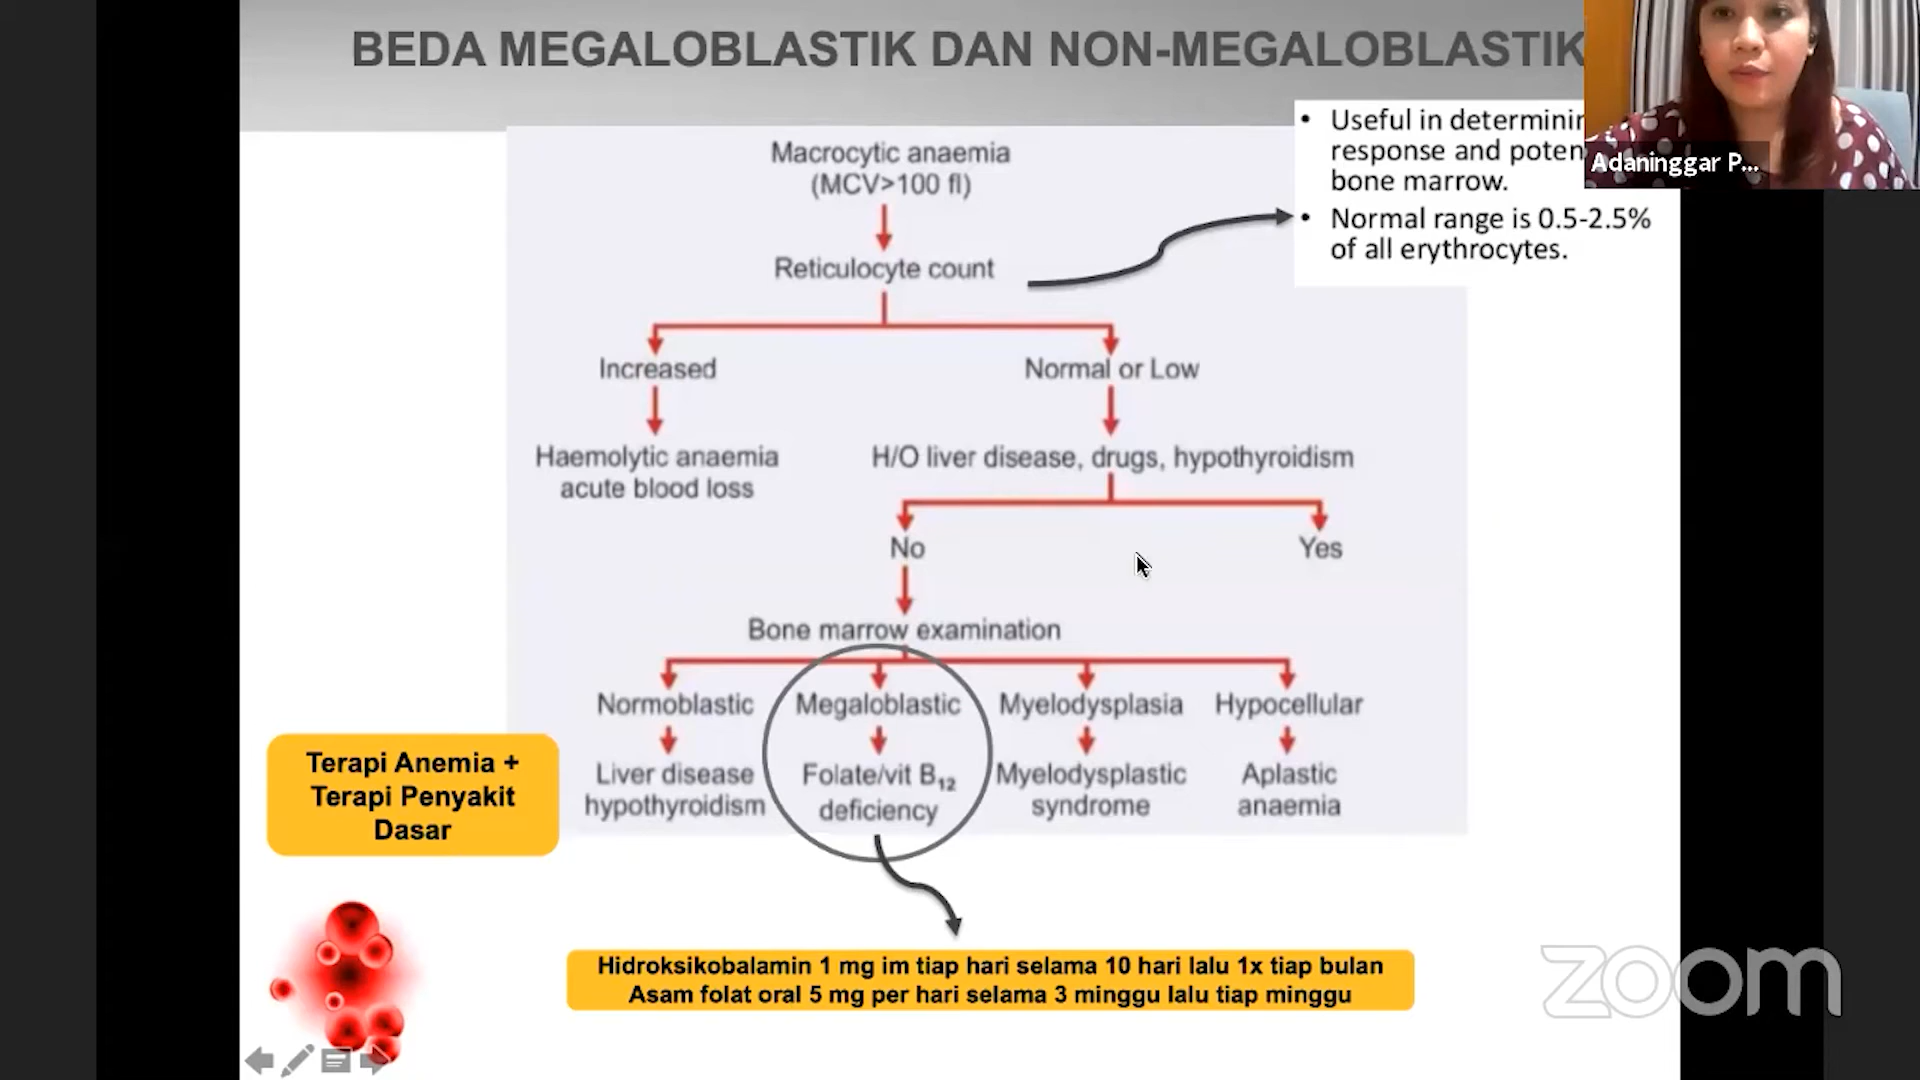 BEDA MEGALOBLASTIK DAN NON-MEGALOBLASTIK
Adaninggar P...
Useful in
response and
bone marrow.
Normal range is 0.5-2.5%
of all erythrocytes.
Macrocytic anaemia
(MCV>100 fl)
Reticulocyte count
Increased
Normal or Low
Haemolytic anaemia
acute blood loss
H/O liver disease, drugs, hypothyroidism
No
Yes
Bone marrow examination
Normoblastic
Megaloblastic
Myelodysplasia
Hypocellular
Liver disease
hypothyroidism
Folate/vit B₁₂
deficiency
Myelodysplastic
syndrome
Aplastic
anaemia
Terapi Anemia +
Terapi Penyakit
Dasar
Hidroksikobalamin 1 mg im tiap hari selama 10 hari lalu 1x tiap bulan
Asam folat oral 5 mg per hari selama 3 minggu lalu tiap minggu
zoom